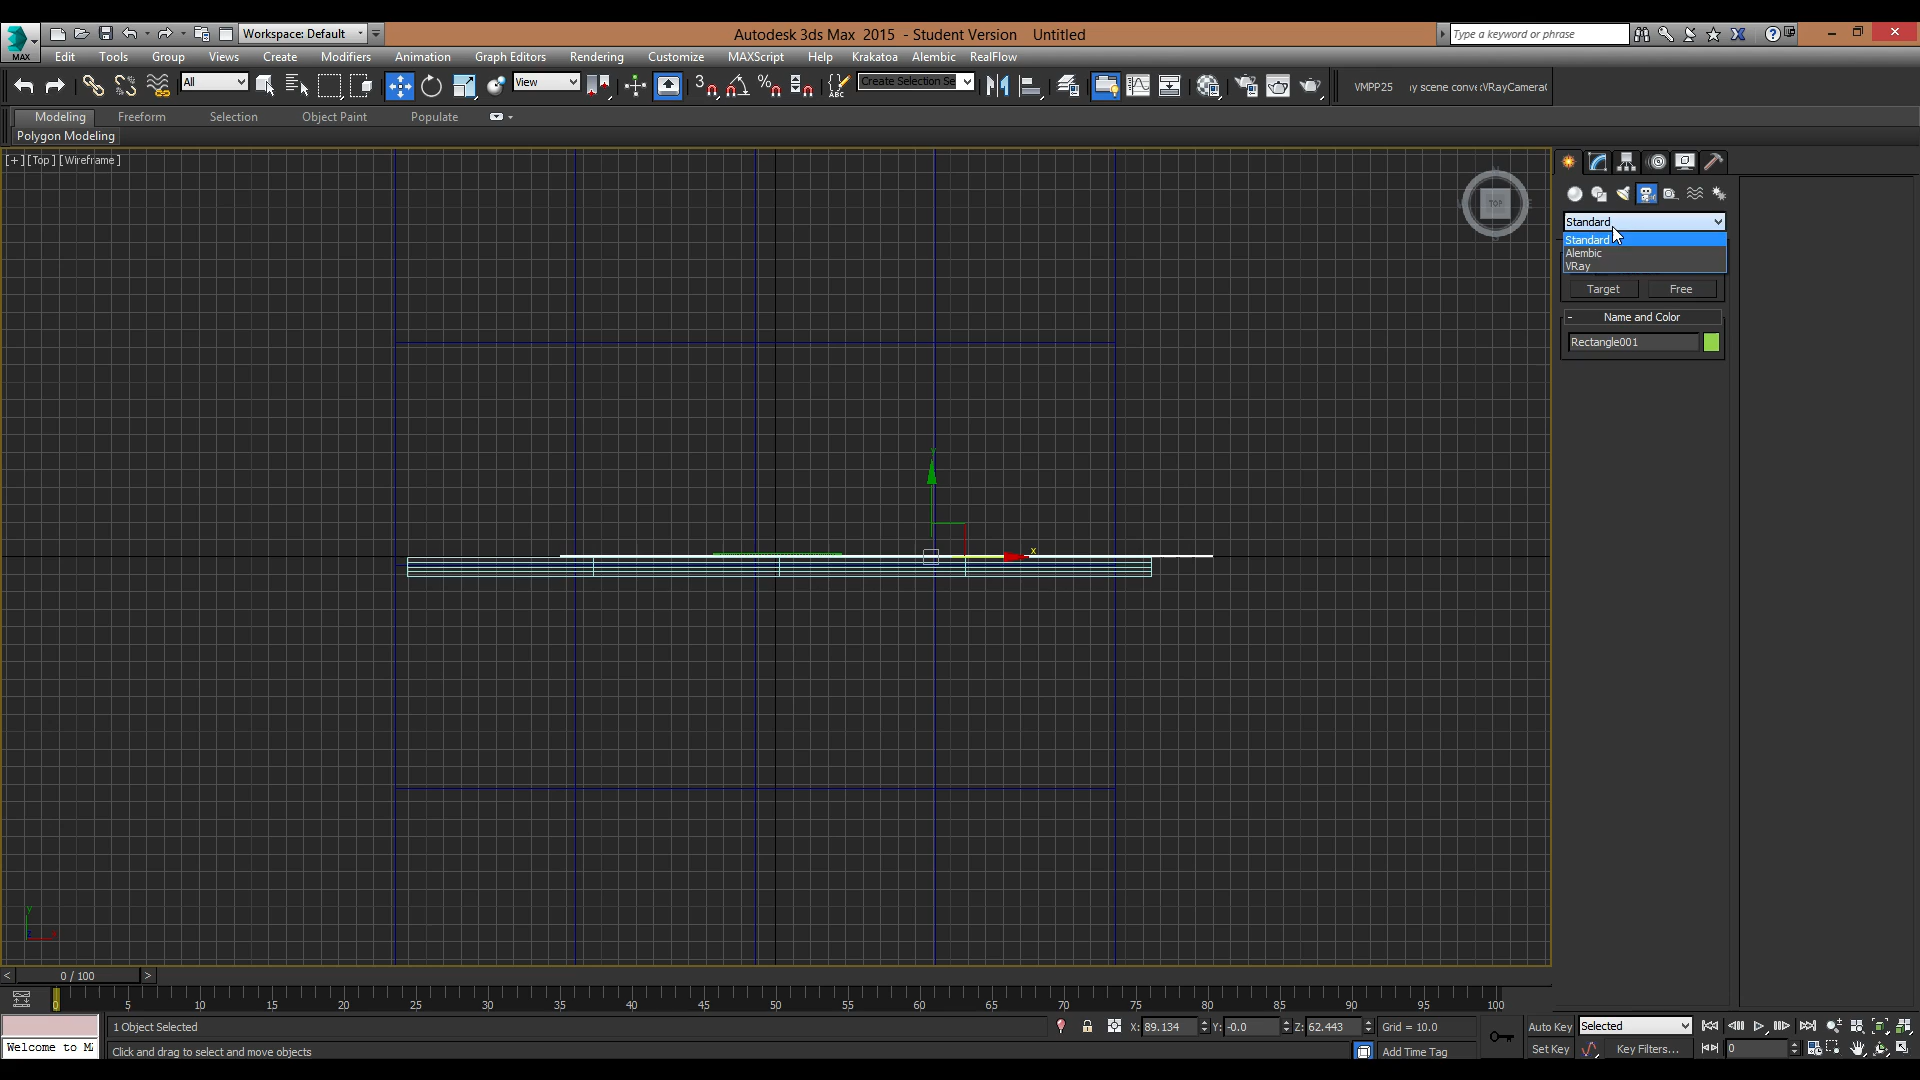 Workspace: Default
Autodesk 3ds Max 2015 - Student Version Untitled
Type a keyword or phrase
MAX
Edit Tools Group Views Create Modifiers Animation Graph Editors Rendering Customize MAXScript Help Krakatoa Alembic RealFlow
All
View
3
Create Selection Se
ABC
VMPP25
y scene conve
VRayCamera
Modeling Freeform Selection Object Paint Populate
Polygon Modeling
[+][Top][Wireframe]
TOP
Standard
Standard
Alembic
VRay
Target Free
- Name and Color
Rectangle001
y
x
y
z
< 0 / 100 >
0 5 10 15 20 25 30 35 40 45 50 55 60 65 70 75 80 85 90 95 100
1 Object Selected
X: 89.134 Y: -0.0 Z: 62.443 Grid = 10.0
Auto Key Selected
Welcome to M
Click and drag to select and move objects
Add Time Tag
Set Key Key Filters... 0